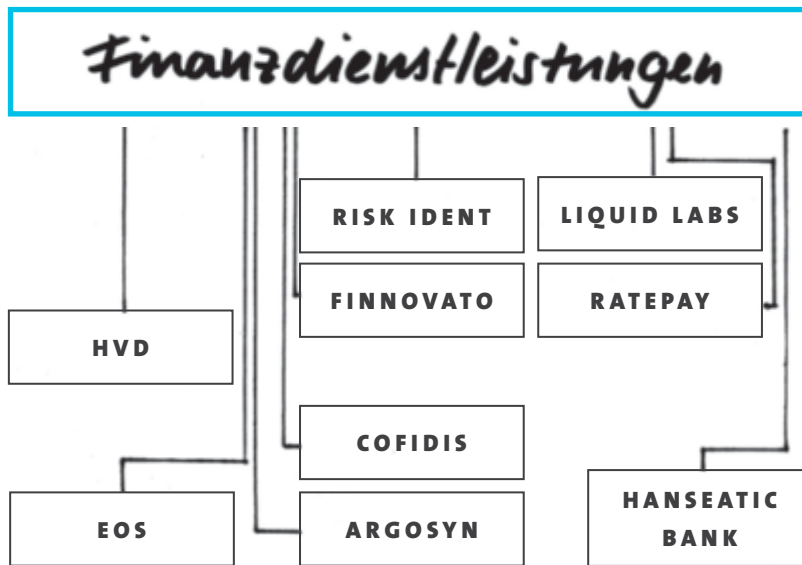 Finanzdienstleistungen
RISK IDENT
LIQUID LABS
FINNOVATO
RATEPAY
HVD
COFIDIS
EOS
ARGOSYN
HANSEATIC
BANK